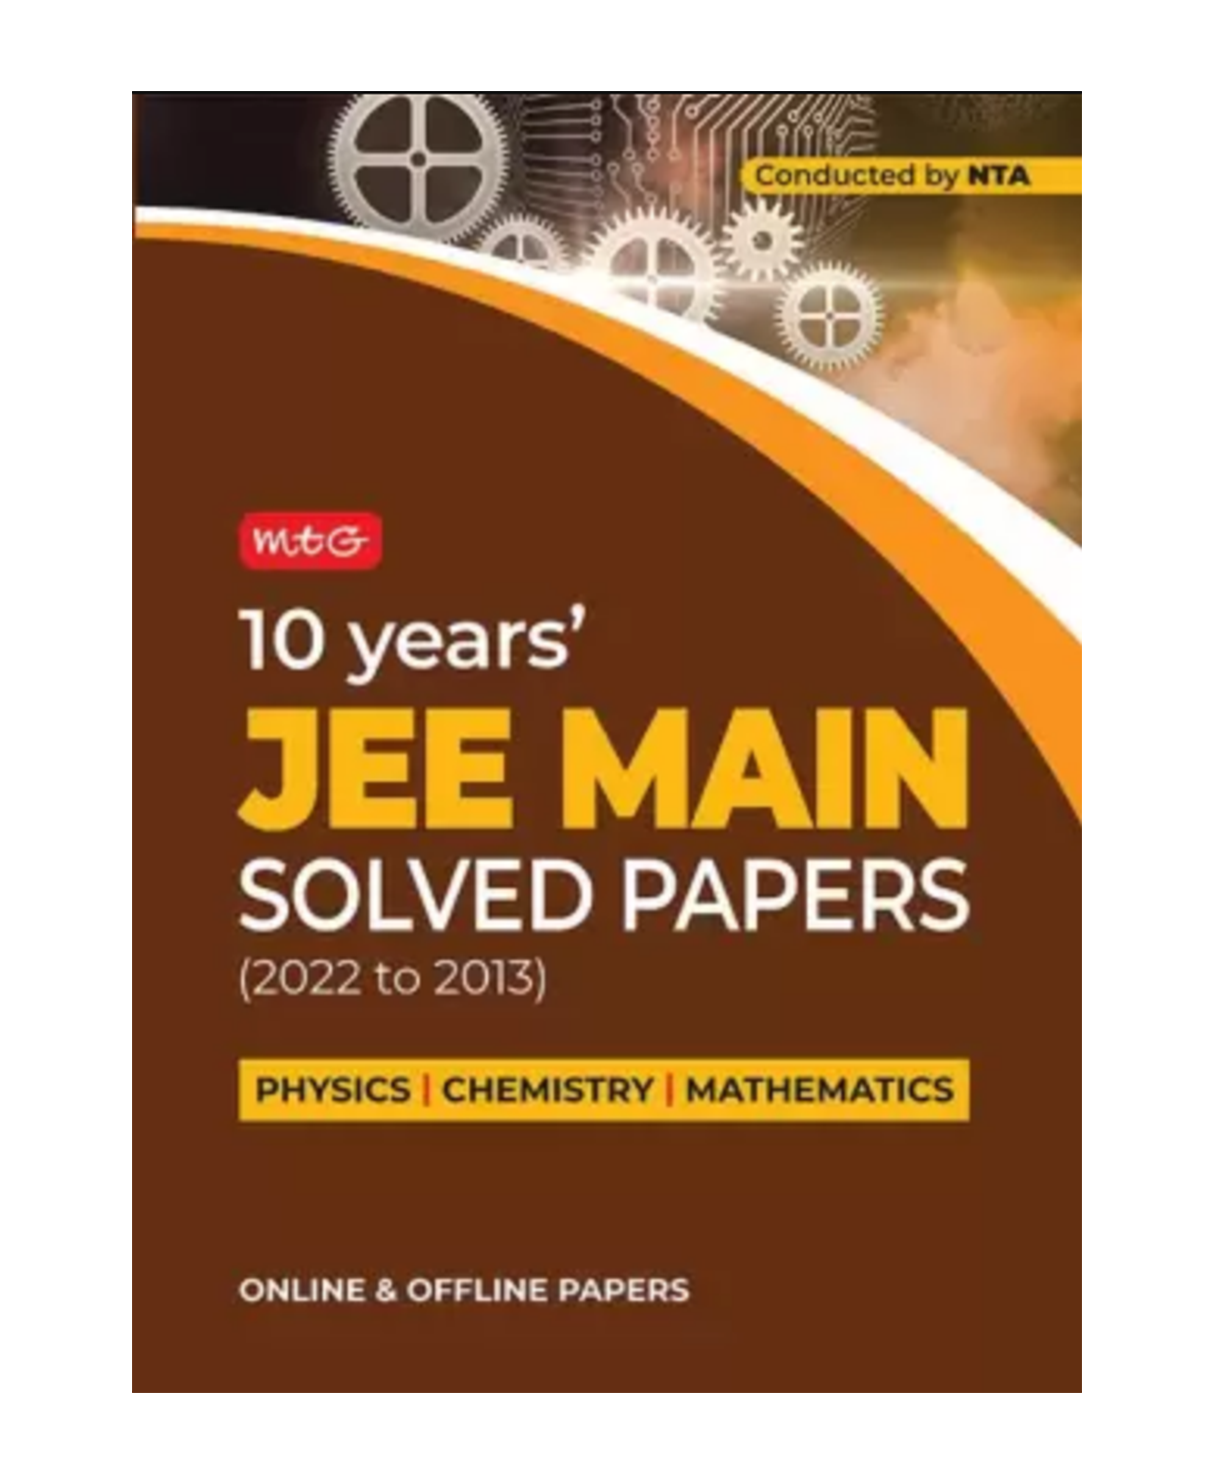 Conducted by NTA
mtG
10 years’
JEE MAIN
SOLVED PAPERS
(2022 to 2013)
PHYSICS | CHEMISTRY | MATHEMATICS
ONLINE & OFFLINE PAPERS